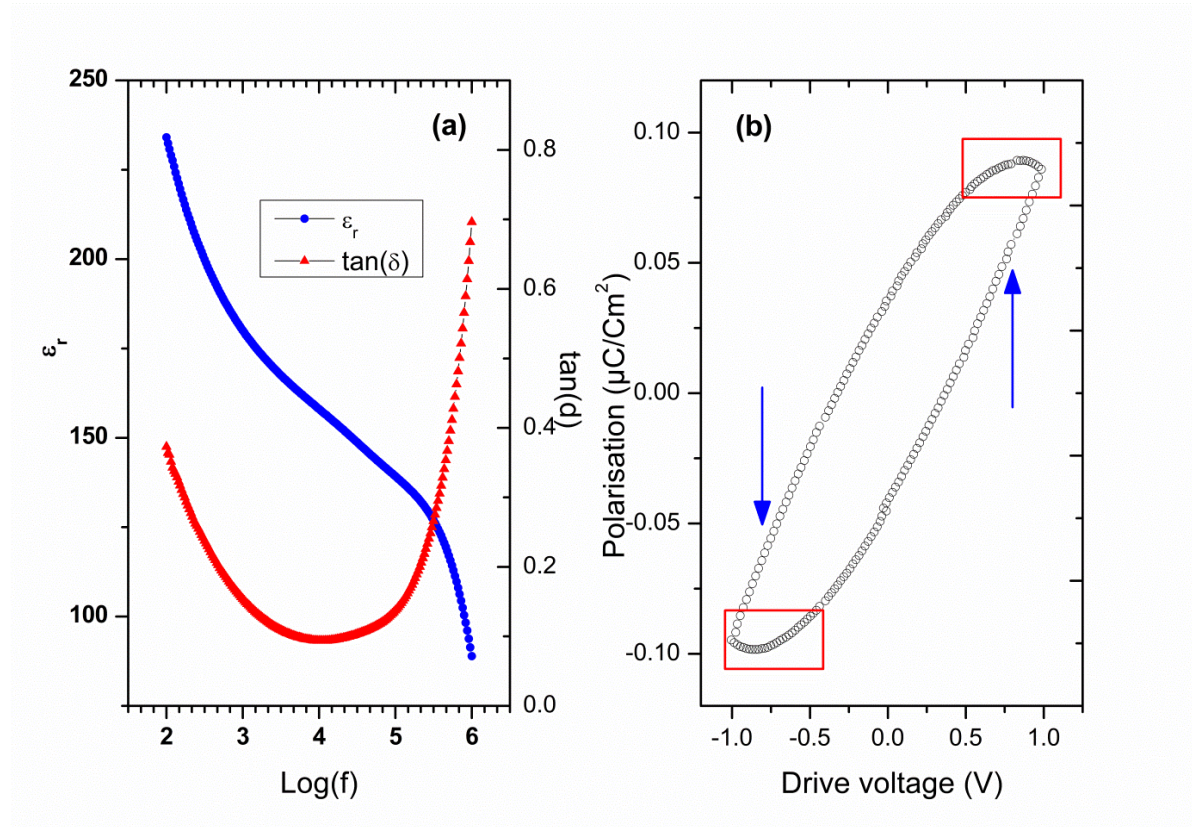 (a)
250
200
150
100
εr
εr
tan(δ)
0.8
0.6
0.4
0.2
0.0
tan(d)
2 3 4 5 6
Log(f)
(b)
0.10
0.05
0.00
-0.05
-0.10
Polarisation (μC/Cm²)
-1.0 -0.5 0.0 0.5 1.0
Drive voltage (V)